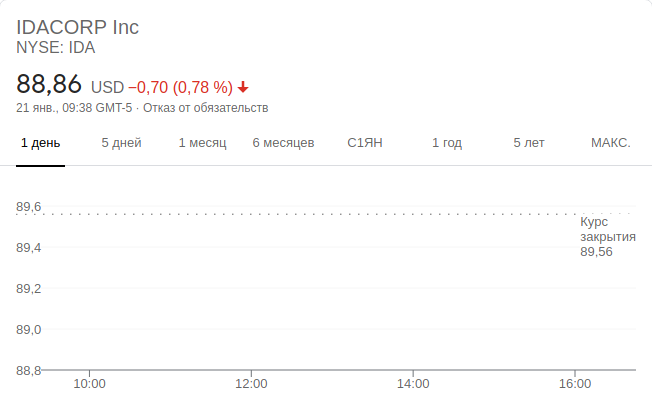 IDACORP Inc
NYSE: IDA
88,86 USD −0,70 (0,78 %)
21 янв., 09:38 GMT-5 · Отказ от обязательств
1 день 5 дней 1 месяц 6 месяцев С1ЯН 1 год 5 лет МАКС.
89,6
Курс
закрытия
89,56
89,4
89,2
89,0
88,8
10:00 12:00 14:00 16:00